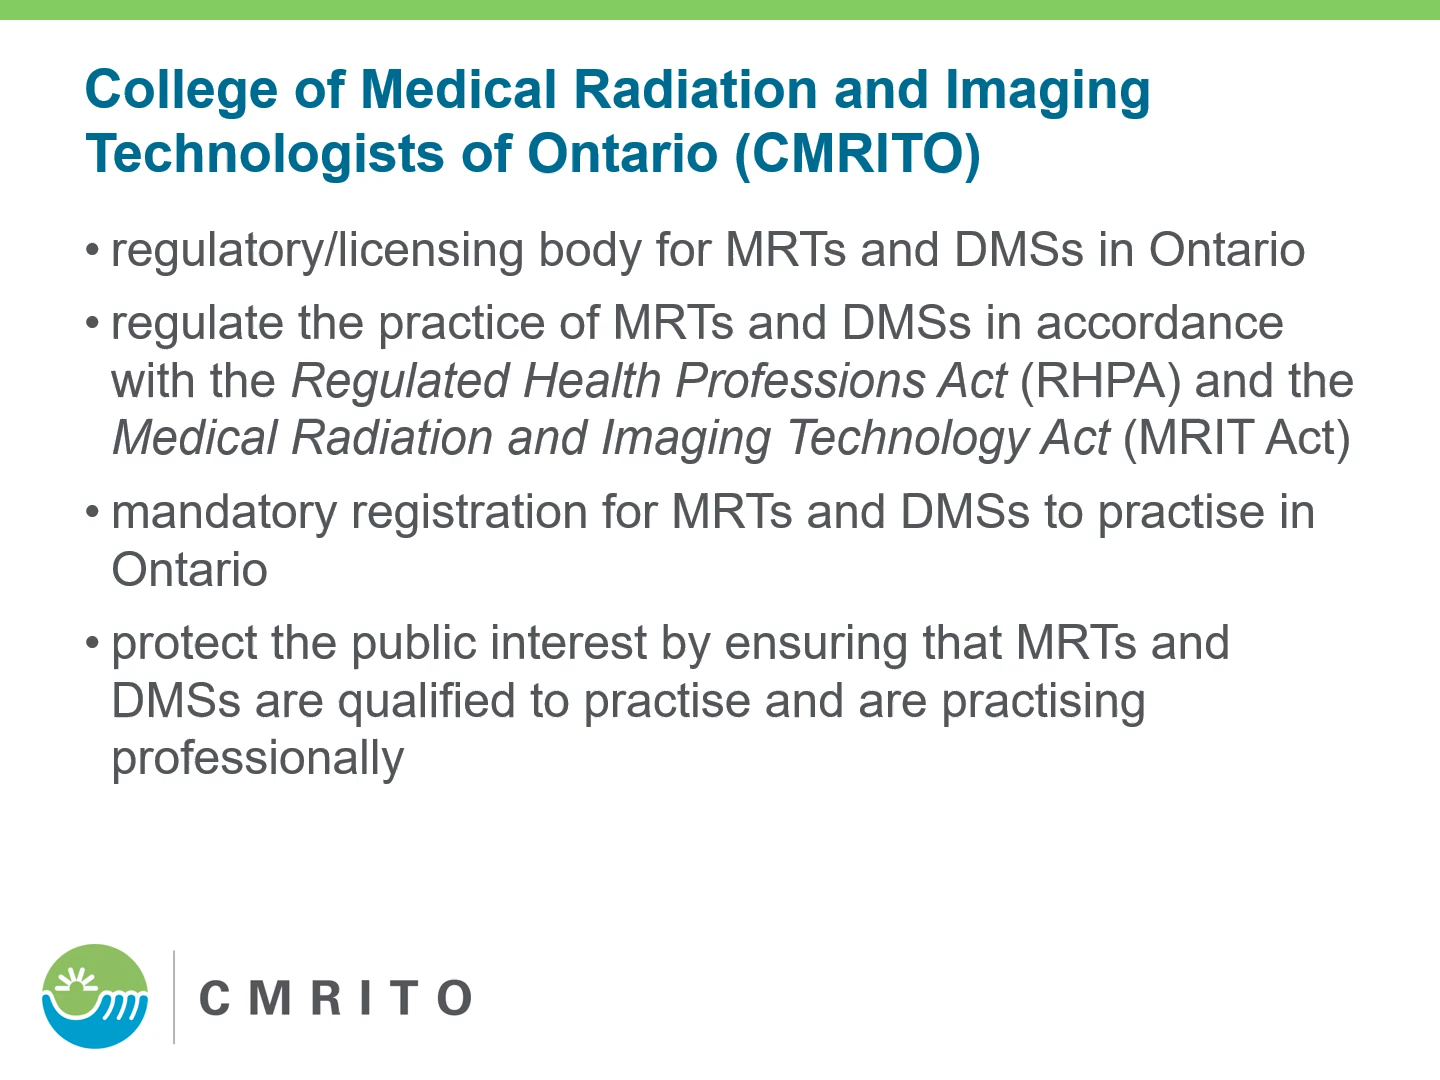 College of Medical Radiation and Imaging
Technologists of Ontario (CMRITO)
• regulatory/licensing body for MRTs and DMSs in Ontario
• regulate the practice of MRTs and DMSs in accordance
with the Regulated Health Professions Act (RHPA) and the
Medical Radiation and Imaging Technology Act (MRIT Act)
• mandatory registration for MRTs and DMSs to practise in
Ontario
• protect the public interest by ensuring that MRTs and
DMSs are qualified to practise and are practising
professionally
CMRITO